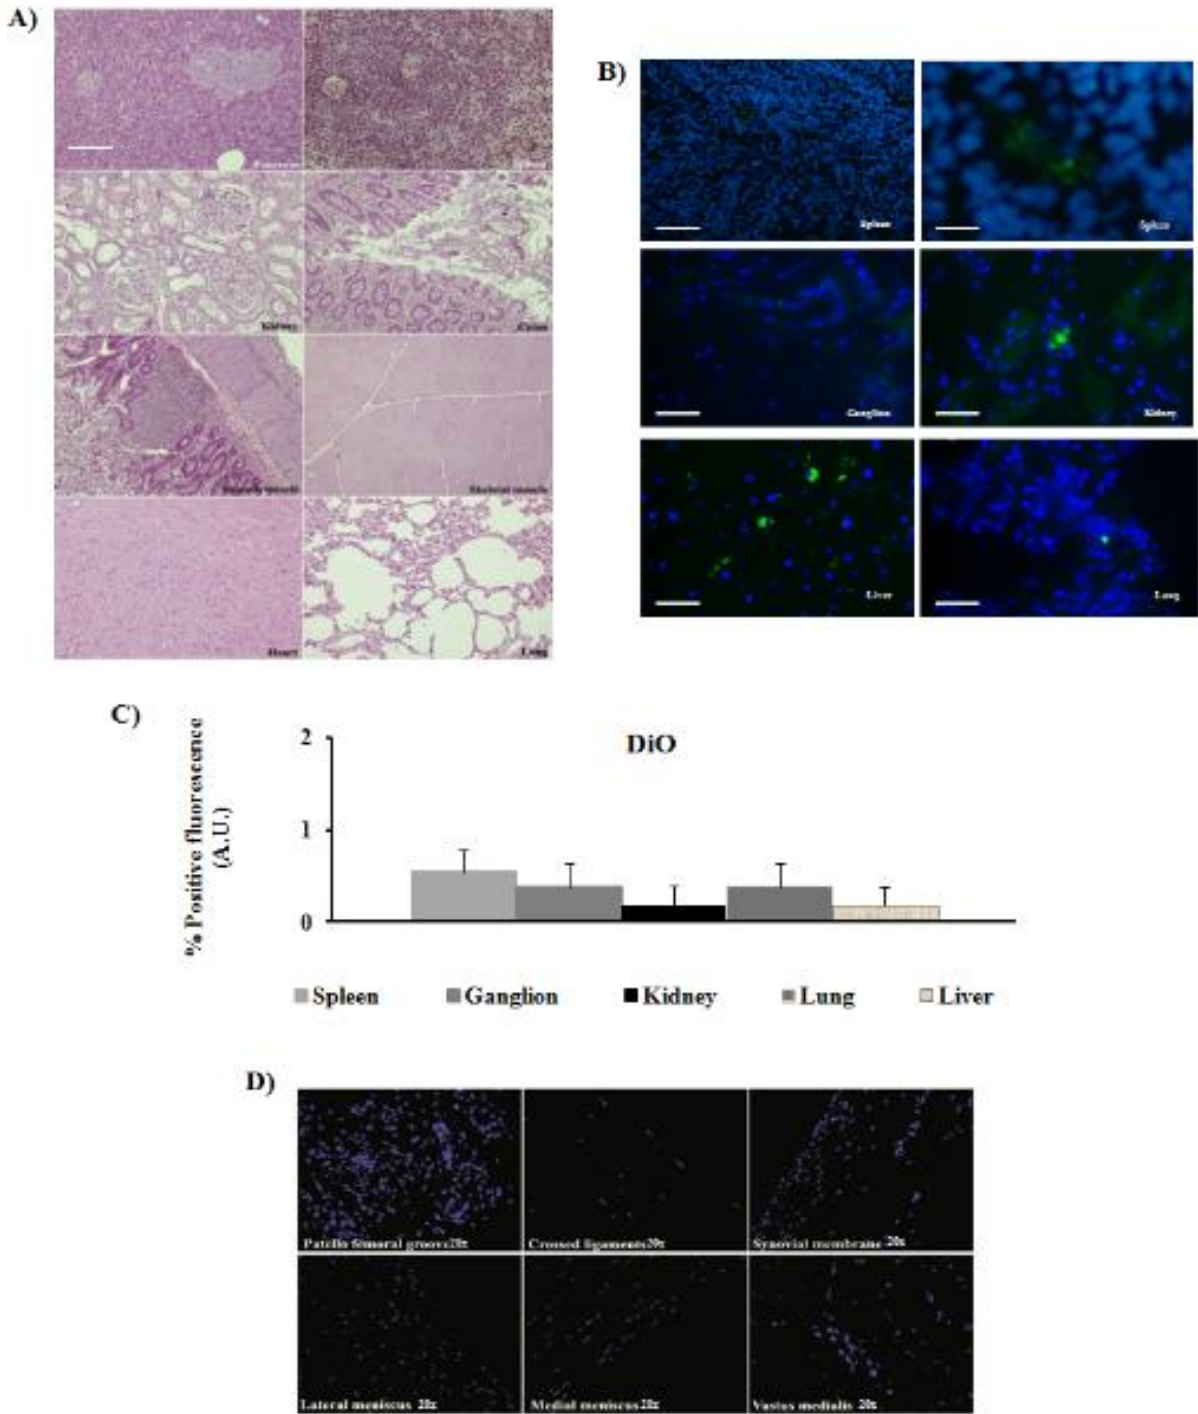 A)
Kidney
Colon
Skeletal muscle
Heart
Lung
B)
Spleen
Spleen
Ganglion
Kidney
Liver
Lung
C)
% Positive fluorescence
(A.U.)
2
1
0
DiO
Spleen Ganglion Kidney Lung Liver
D)
Patello femoral groove 20x
Crossed ligaments 20x
Synovial membrane 20x
Lateral meniscus 20x
Medial meniscus 20x
Vastus medialis 20x